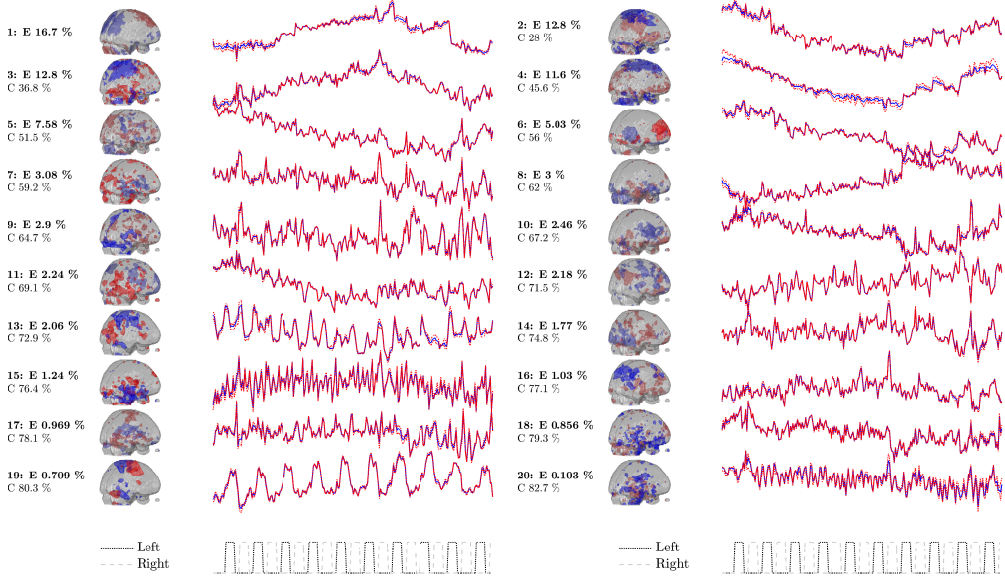 1: E 16.7 %
2: E 12.8 %
C 28 %
3: E 12.8 %
C 36.8 %
4: E 11.6 %
C 45.6 %
5: E 7.58 %
C 51.5 %
6: E 5.03 %
C 56 %
7: E 3.08 %
C 59.2 %
8: E 3 %
C 62 %
9: E 2.9 %
C 64.7 %
10: E 2.46 %
C 67.2 %
11: E 2.24 %
C 69.1 %
12: E 2.18 %
C 71.5 %
13: E 2.06 %
C 72.9 %
14: E 1.77 %
C 74.8 %
15: E 1.24 %
C 76.4 %
16: E 1.03 %
C 77.1 %
17: E 0.969 %
C 78.1 %
18: E 0.856 %
C 79.3 %
19: E 0.709 %
C 80.3 %
20: E 0.103 %
C 82.7 %
Left
Right
Left
Right